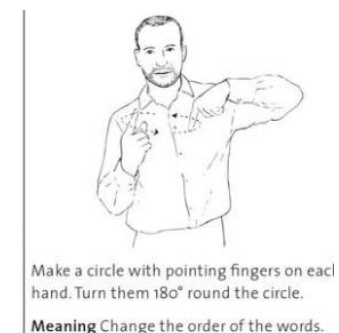 Make a circle with pointing fingers on eacl
hand. Turn them 180° round the circle.
Meaning Change the order of the words.